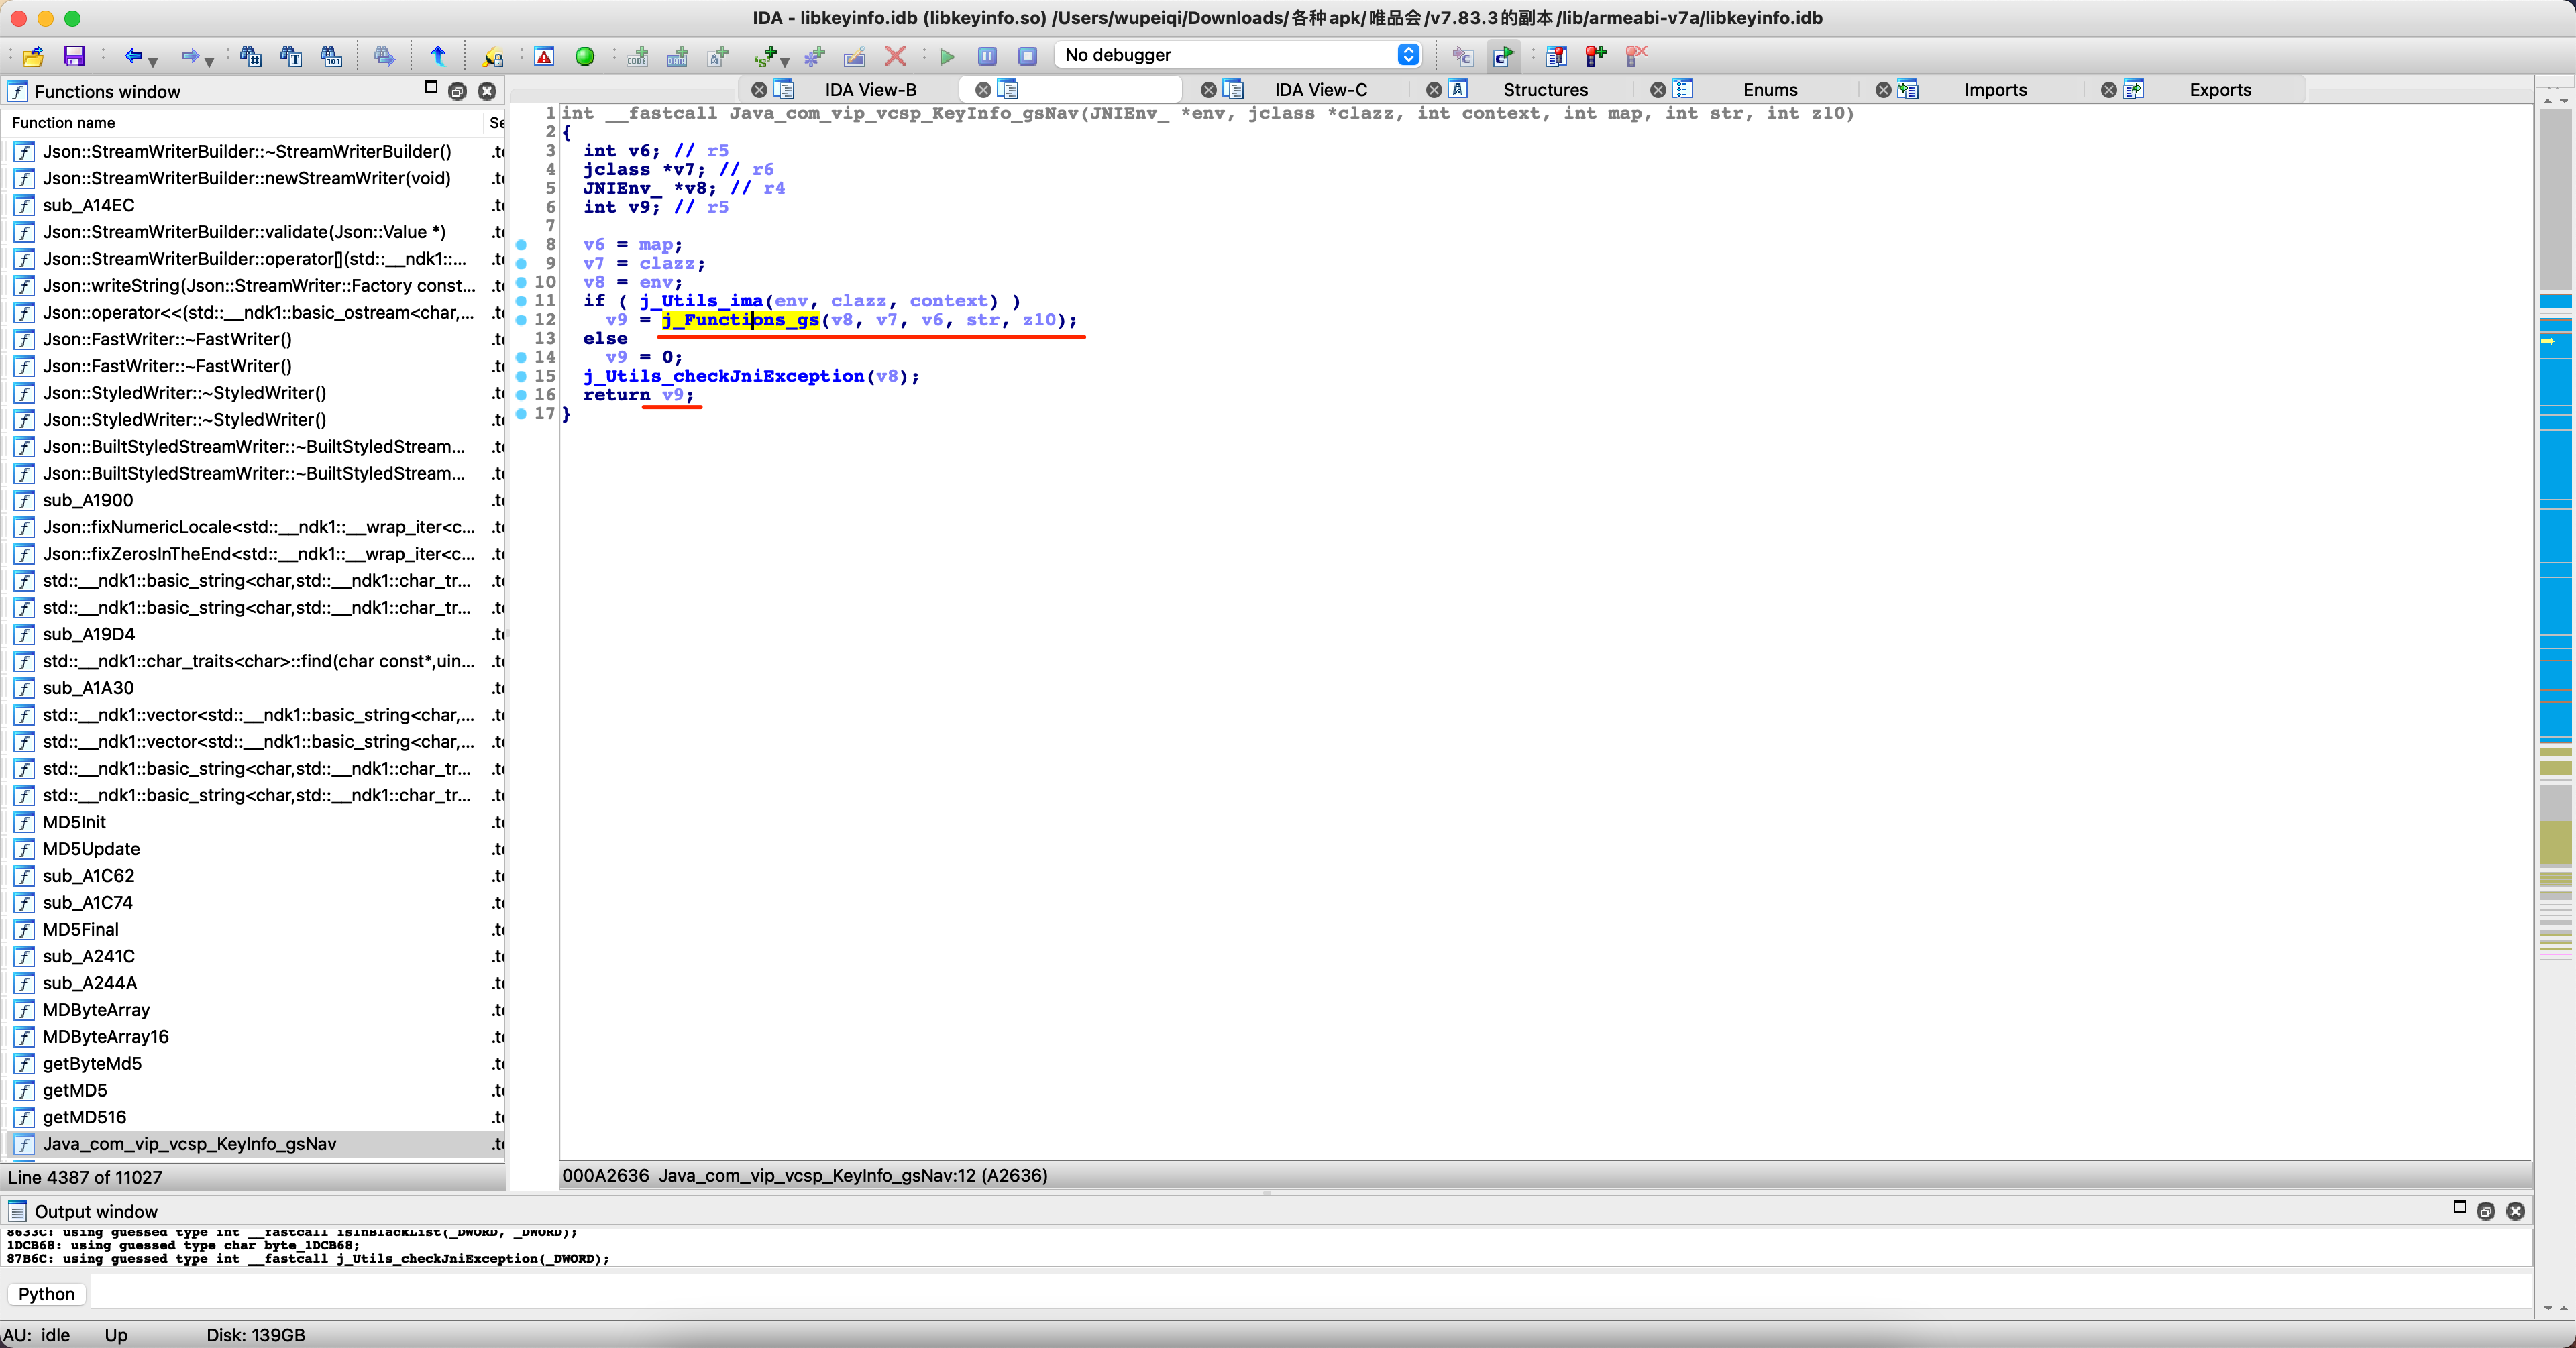 IDA - libkeyinfo.idb (libkeyinfo.so) /Users/wupeiqi/Downloads/各种apk/唯品会/v7.83.3的副本/lib/armeabi-v7a/libkeyinfo.idb
No debugger
Functions window
IDA View-B
IDA View-C
Structures
Enums
Imports
Exports
Function name
Se
Json::StreamWriterBuilder::~StreamWriterBuilder() .te
Json::StreamWriterBuilder::newStreamWriter(void) .te
sub_A14EC .te
Json::StreamWriterBuilder::validate(Json::Value *) .te
Json::StreamWriterBuilder::operator[](std::__ndk1::... .te
Json::writeString(Json::StreamWriter::Factory const... .te
Json::operator<<(std::__ndk1::basic_ostream<char,... .te
Json::FastWriter::~FastWriter() .te
Json::FastWriter::~FastWriter() .te
Json::StyledWriter::~StyledWriter() .te
Json::StyledWriter::~StyledWriter() .te
Json::BuiltStyledStreamWriter::~BuiltStyledStream... .te
Json::BuiltStyledStreamWriter::~BuiltStyledStream... .te
sub_A1900 .te
Json::fixNumericLocale<std::__ndk1::__wrap_iter<c... .te
Json::fixZerosInTheEnd<std::__ndk1::__wrap_iter<c... .te
std::__ndk1::basic_string<char,std::__ndk1::char_tr... .te
std::__ndk1::basic_string<char,std::__ndk1::char_tr... .te
sub_A19D4 .te
std::__ndk1::char_traits<char>::find(char const*,uin... .te
sub_A1A30 .te
std::__ndk1::vector<std::__ndk1::basic_string<char,... .te
std::__ndk1::vector<std::__ndk1::basic_string<char,... .te
std::__ndk1::basic_string<char,std::__ndk1::char_tr... .te
std::__ndk1::basic_string<char,std::__ndk1::char_tr... .te
MD5Init .te
MD5Update .te
sub_A1C62 .te
sub_A1C74 .te
MD5Final .te
sub_A241C .te
sub_A244A .te
MDByteArray .te
MDByteArray16 .te
getByteMd5 .te
getMD5 .te
getMD516 .te
Java_com_vip_vcsp_KeyInfo_gsNav .te
Line 4387 of 11027
1 int __fastcall Java_com_vip_vcsp_KeyInfo_gsNav(JNIEnv_ *env, jclass *clazz, int context, int map, int str, int z10)
2 {
3 int v6; // r5
4 jclass *v7; // r6
5 JNIEnv_ *v8; // r4
6 int v9; // r5
7
8 v6 = map;
9 v7 = clazz;
10 v8 = env;
11 if ( j_Utils_ima(env, clazz, context) )
12 v9 = j_Functions_gs(v8, v7, v6, str, z10);
13 else
14 v9 = 0;
15 j_Utils_checkJniException(v8);
16 return v9;
17 }
000A2636 Java_com_vip_vcsp_KeyInfo_gsNav:12 (A2636)
Output window
8633C: using guessed type int __fastcall isInBlackList(_DWORD, _DWORD);
1DCB68: using guessed type char byte_1DCB68;
87B6C: using guessed type int __fastcall j_Utils_checkJniException(_DWORD);
Python
AU: idle Up Disk: 139GB